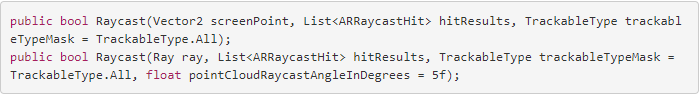 public bool Raycast(Vector2 screenPoint, List<ARRaycastHit> hitResults, TrackableType trackabl
eTypeMask = TrackableType.All);
public bool Raycast(Ray ray, List<ARRaycastHit> hitResults, TrackableType trackableTypeMask =
TrackableType.All, float pointCloudRaycastAngleInDegrees = 5f);